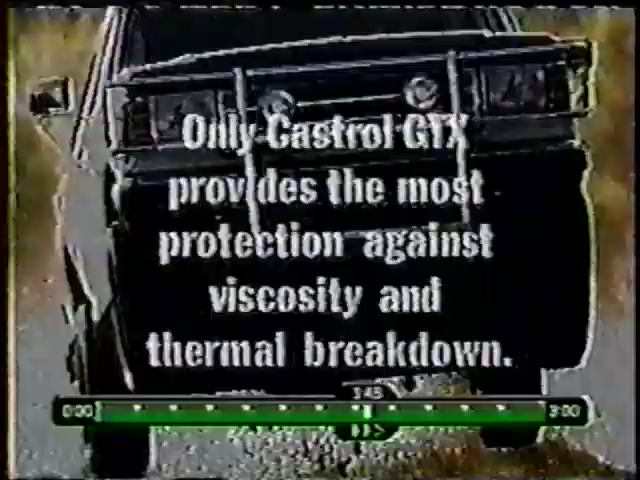 Only Castrol GTX
provides the most
protection against
viscosity and
thermal breakdown.
1:45
0:00
3:00